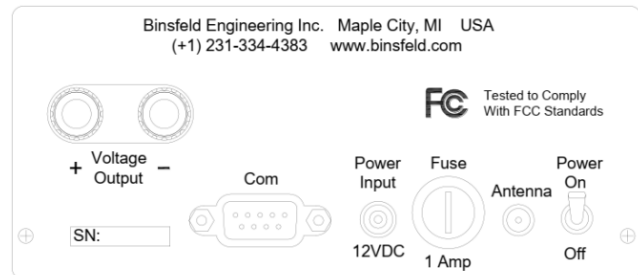 Binsfeld Engineering Inc.   Maple City, MI   USA
(+1) 231-334-4383   www.binsfeld.com
FC Tested to Comply
With FCC Standards
+ Voltage −
Output
Com
Power
Input
12VDC
Fuse
1 Amp
Antenna
Power
On
Off
SN: